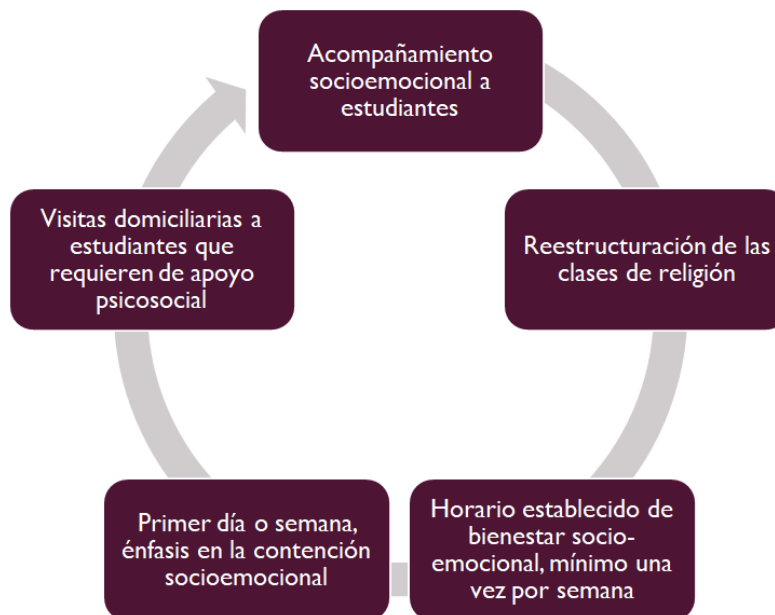 Acompañamiento
socioemocional a
estudiantes
Reestructuración de las
clases de religión
Horario establecido de
bienestar socio-
emocional, mínimo una
vez por semana
Primer día o semana,
énfasis en la contención
socioemocional
Visitas domiciliarias a
estudiantes que
requieren de apoyo
psicosocial